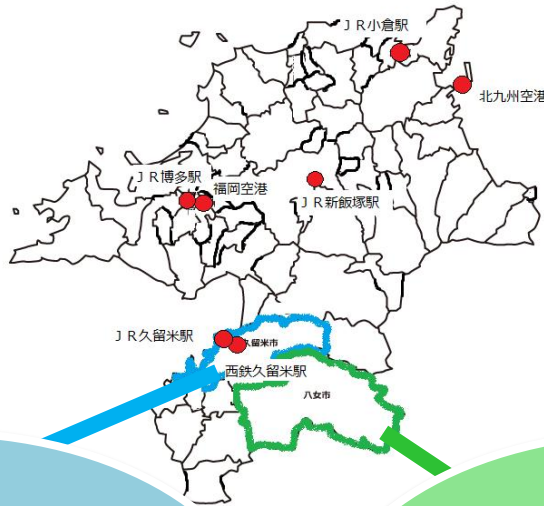 ＪＲ小倉駅
北九州空港
ＪＲ博多駅
福岡空港
ＪＲ新飯塚駅
ＪＲ久留米駅
久留米市
西鉄久留米駅
八女市